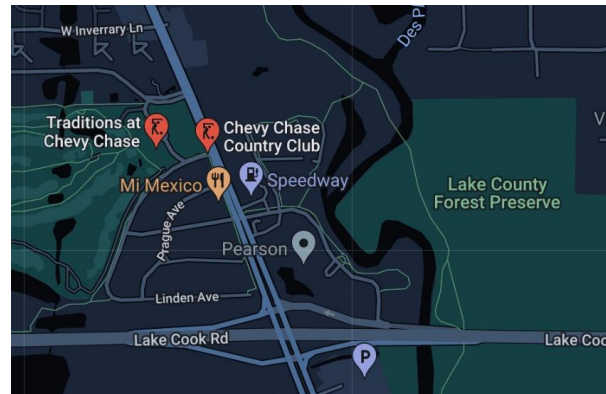 W Inverrary Ln
Des P
Traditions at
Chevy Chase
Chevy Chase
Country Club
V
Mi Mexico
Speedway
Lake County
Forest Preserve
Prague Ave
Pearson
Linden Ave
Lake Cook Rd
Lake Coo
P